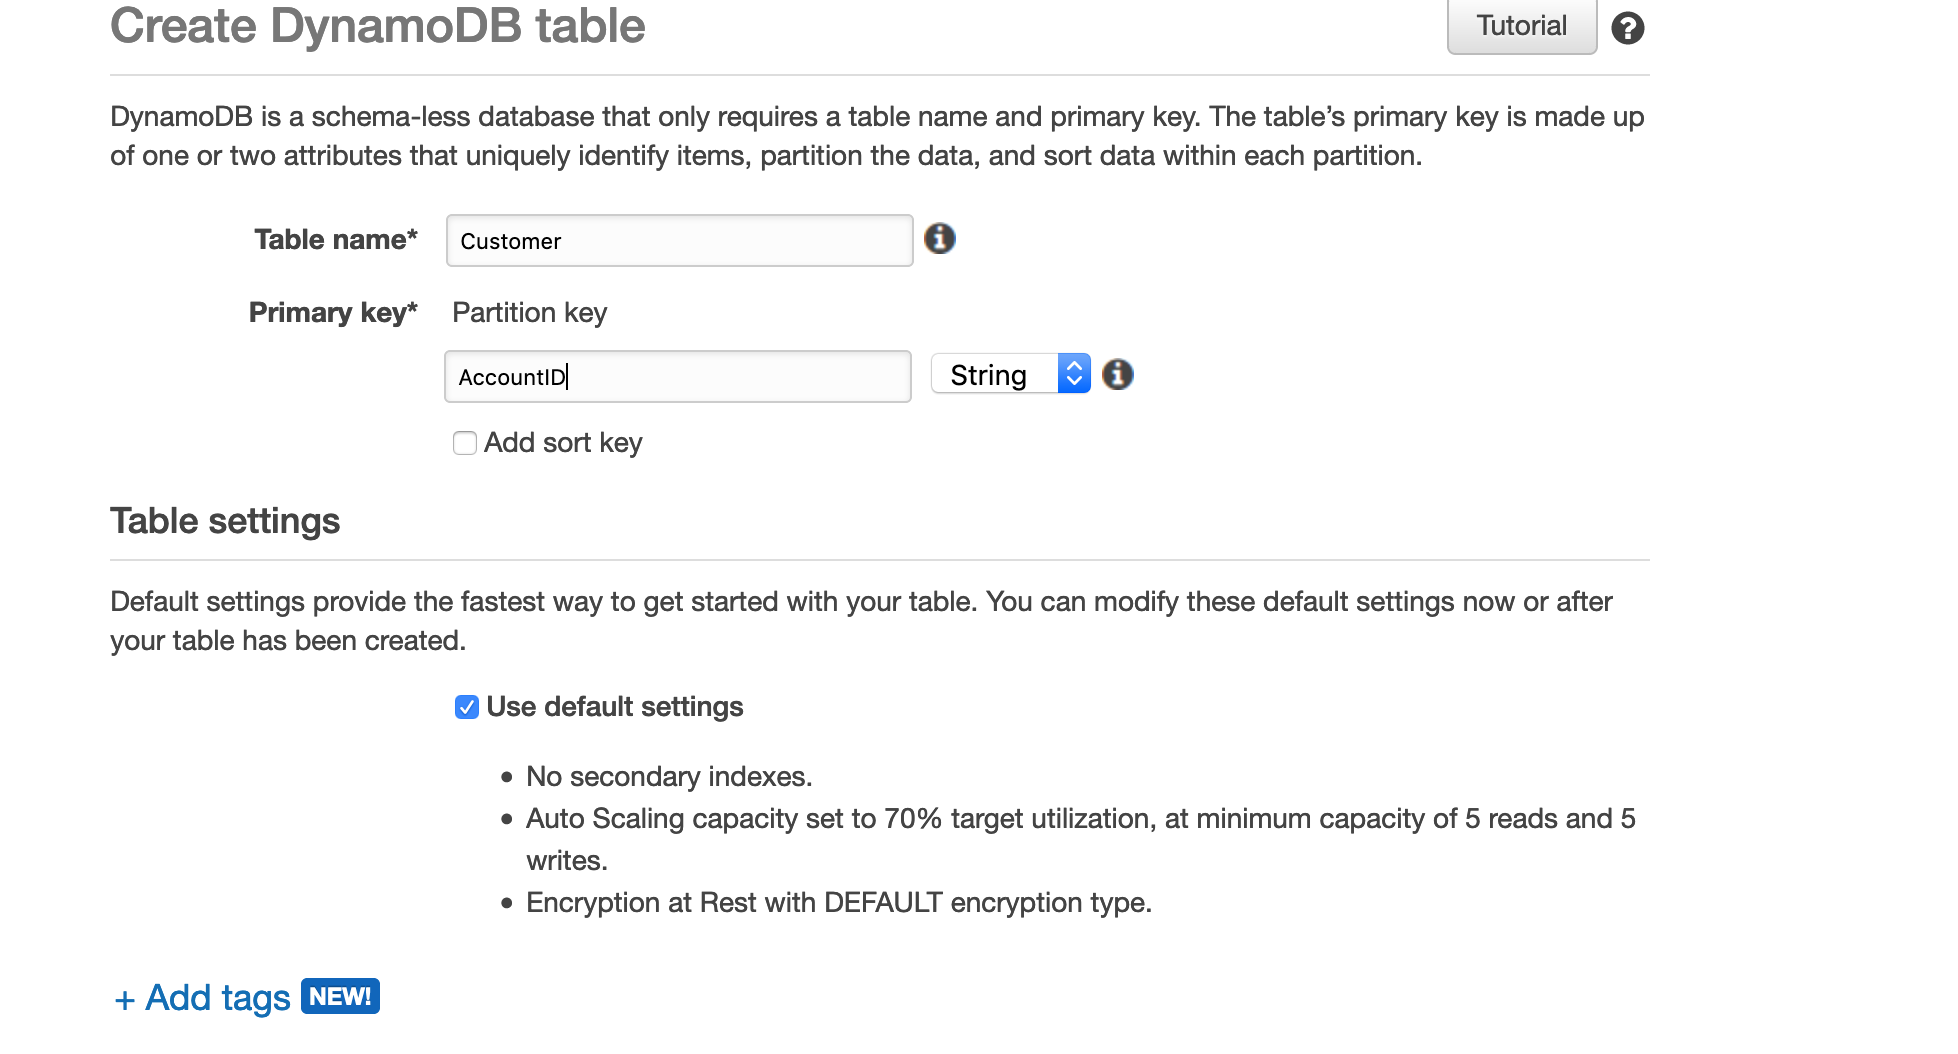 Create DynamoDB table
Tutorial
DynamoDB is a schema-less database that only requires a table name and primary key. The table’s primary key is made up
of one or two attributes that uniquely identify items, partition the data, and sort data within each partition.
Table name* Customer
Primary key* Partition key
AccountID String
Add sort key
Table settings
Default settings provide the fastest way to get started with your table. You can modify these default settings now or after
your table has been created.
Use default settings
• No secondary indexes.
• Auto Scaling capacity set to 70% target utilization, at minimum capacity of 5 reads and 5
writes.
• Encryption at Rest with DEFAULT encryption type.
+ Add tags NEW!